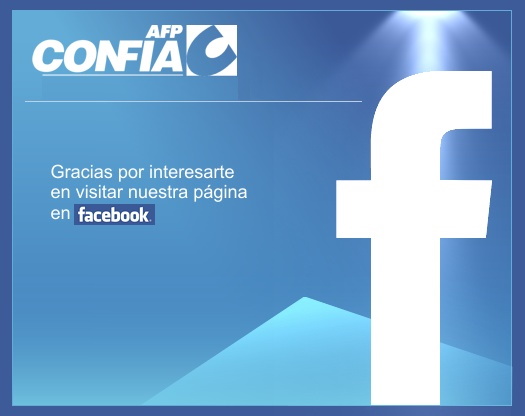 AFP
CONFIA
Gracias por interesarte
en visitar nuestra página
en facebook.
f